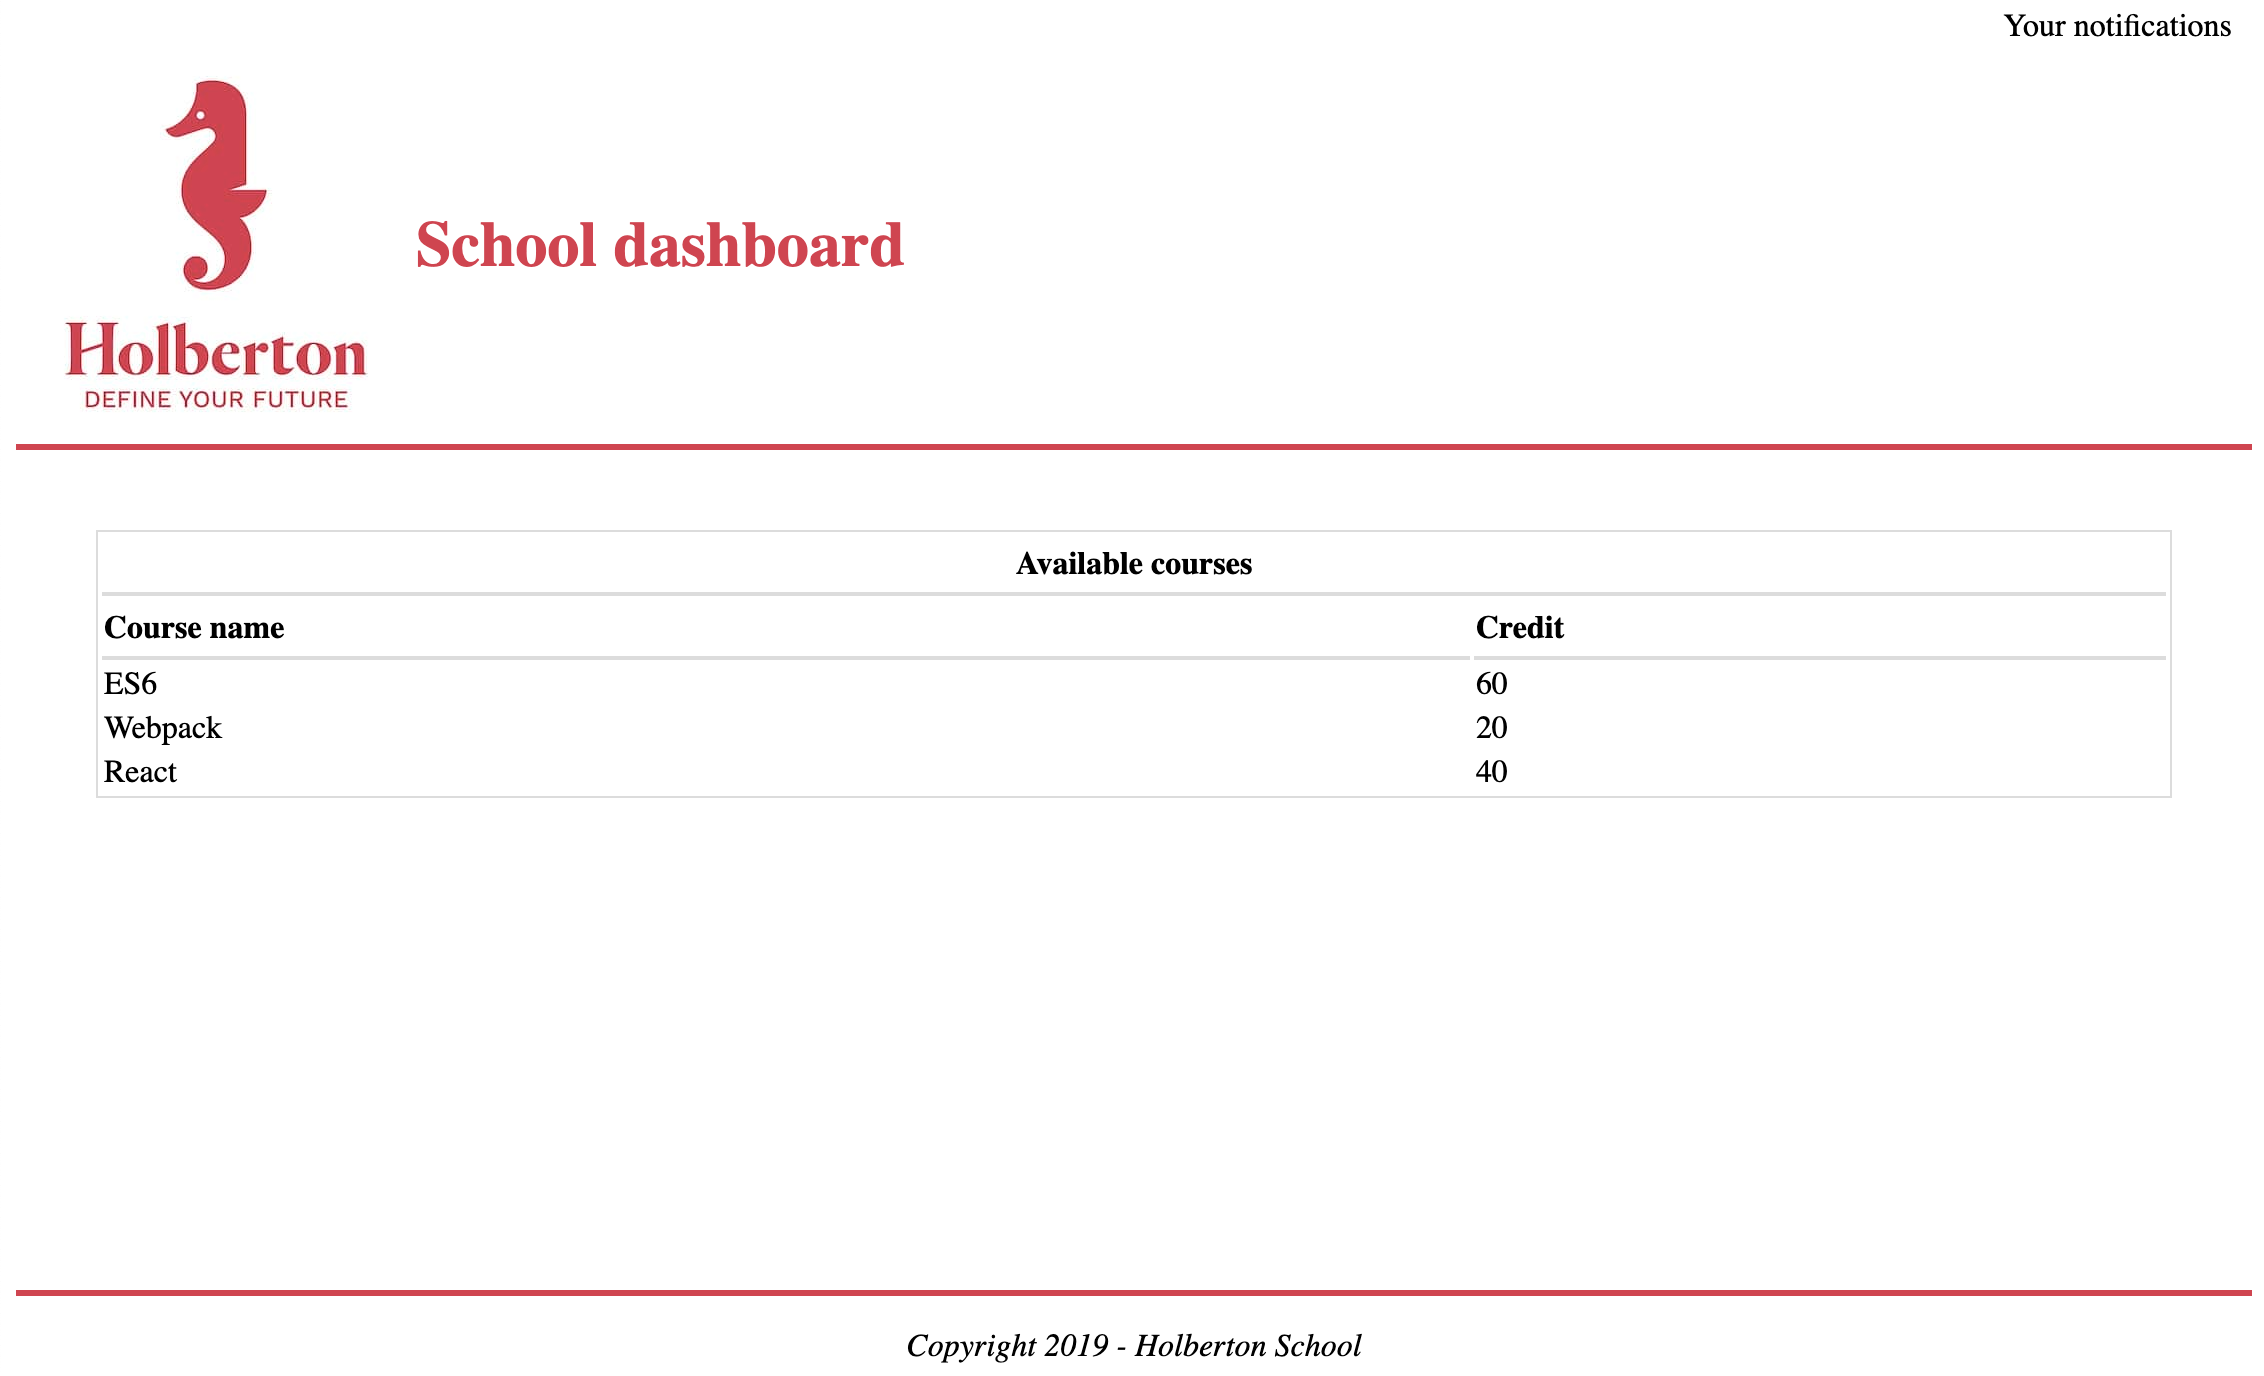 Your notifications
School dashboard
Holberton
DEFINE YOUR FUTURE
Available courses
Course name Credit
ES6 60
Webpack 20
React 40
Copyright 2019 - Holberton School